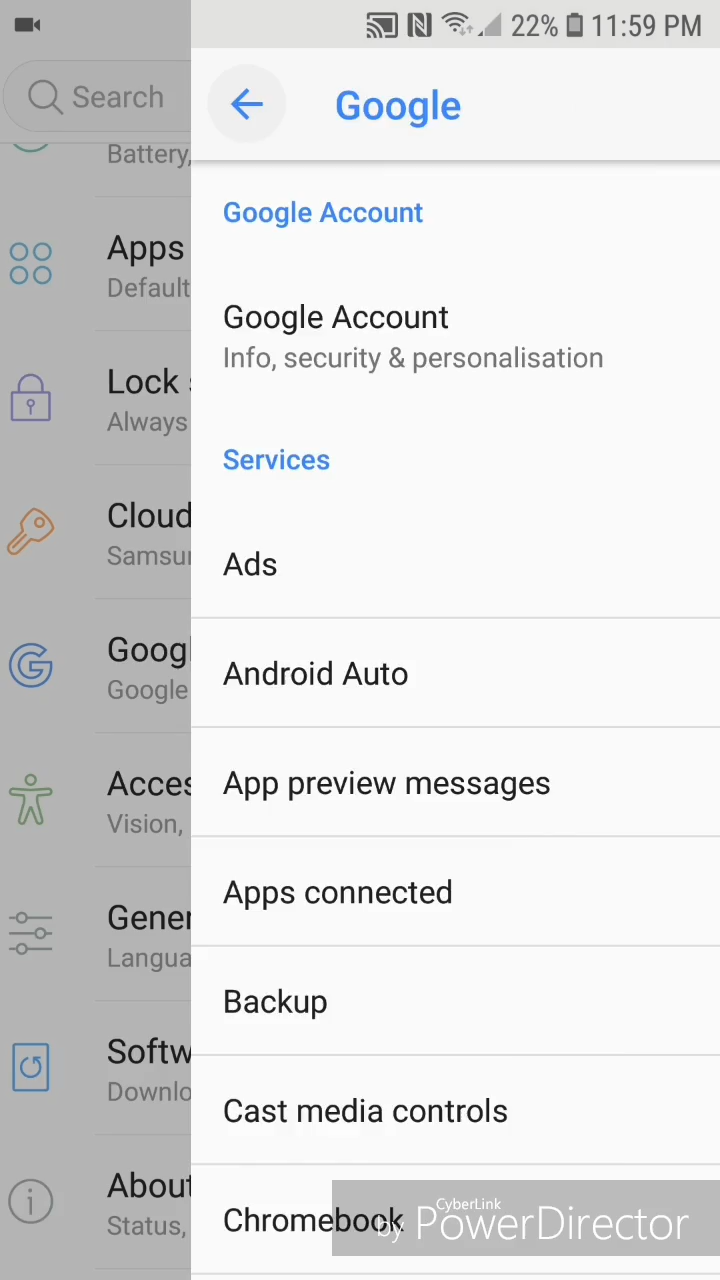 22% 11:59 PM
Search
Battery,
Apps
Default
Lock
Always
Cloud
Samsu
Goog
Google
Acces
Vision,
Gener
Langua
Softw
Downlo
About
Status,
Google
Google Account
Google Account
Info, security & personalisation
Services
Ads
Android Auto
App preview messages
Apps connected
Backup
Cast media controls
Chromebook
CyberLink
by PowerDirector